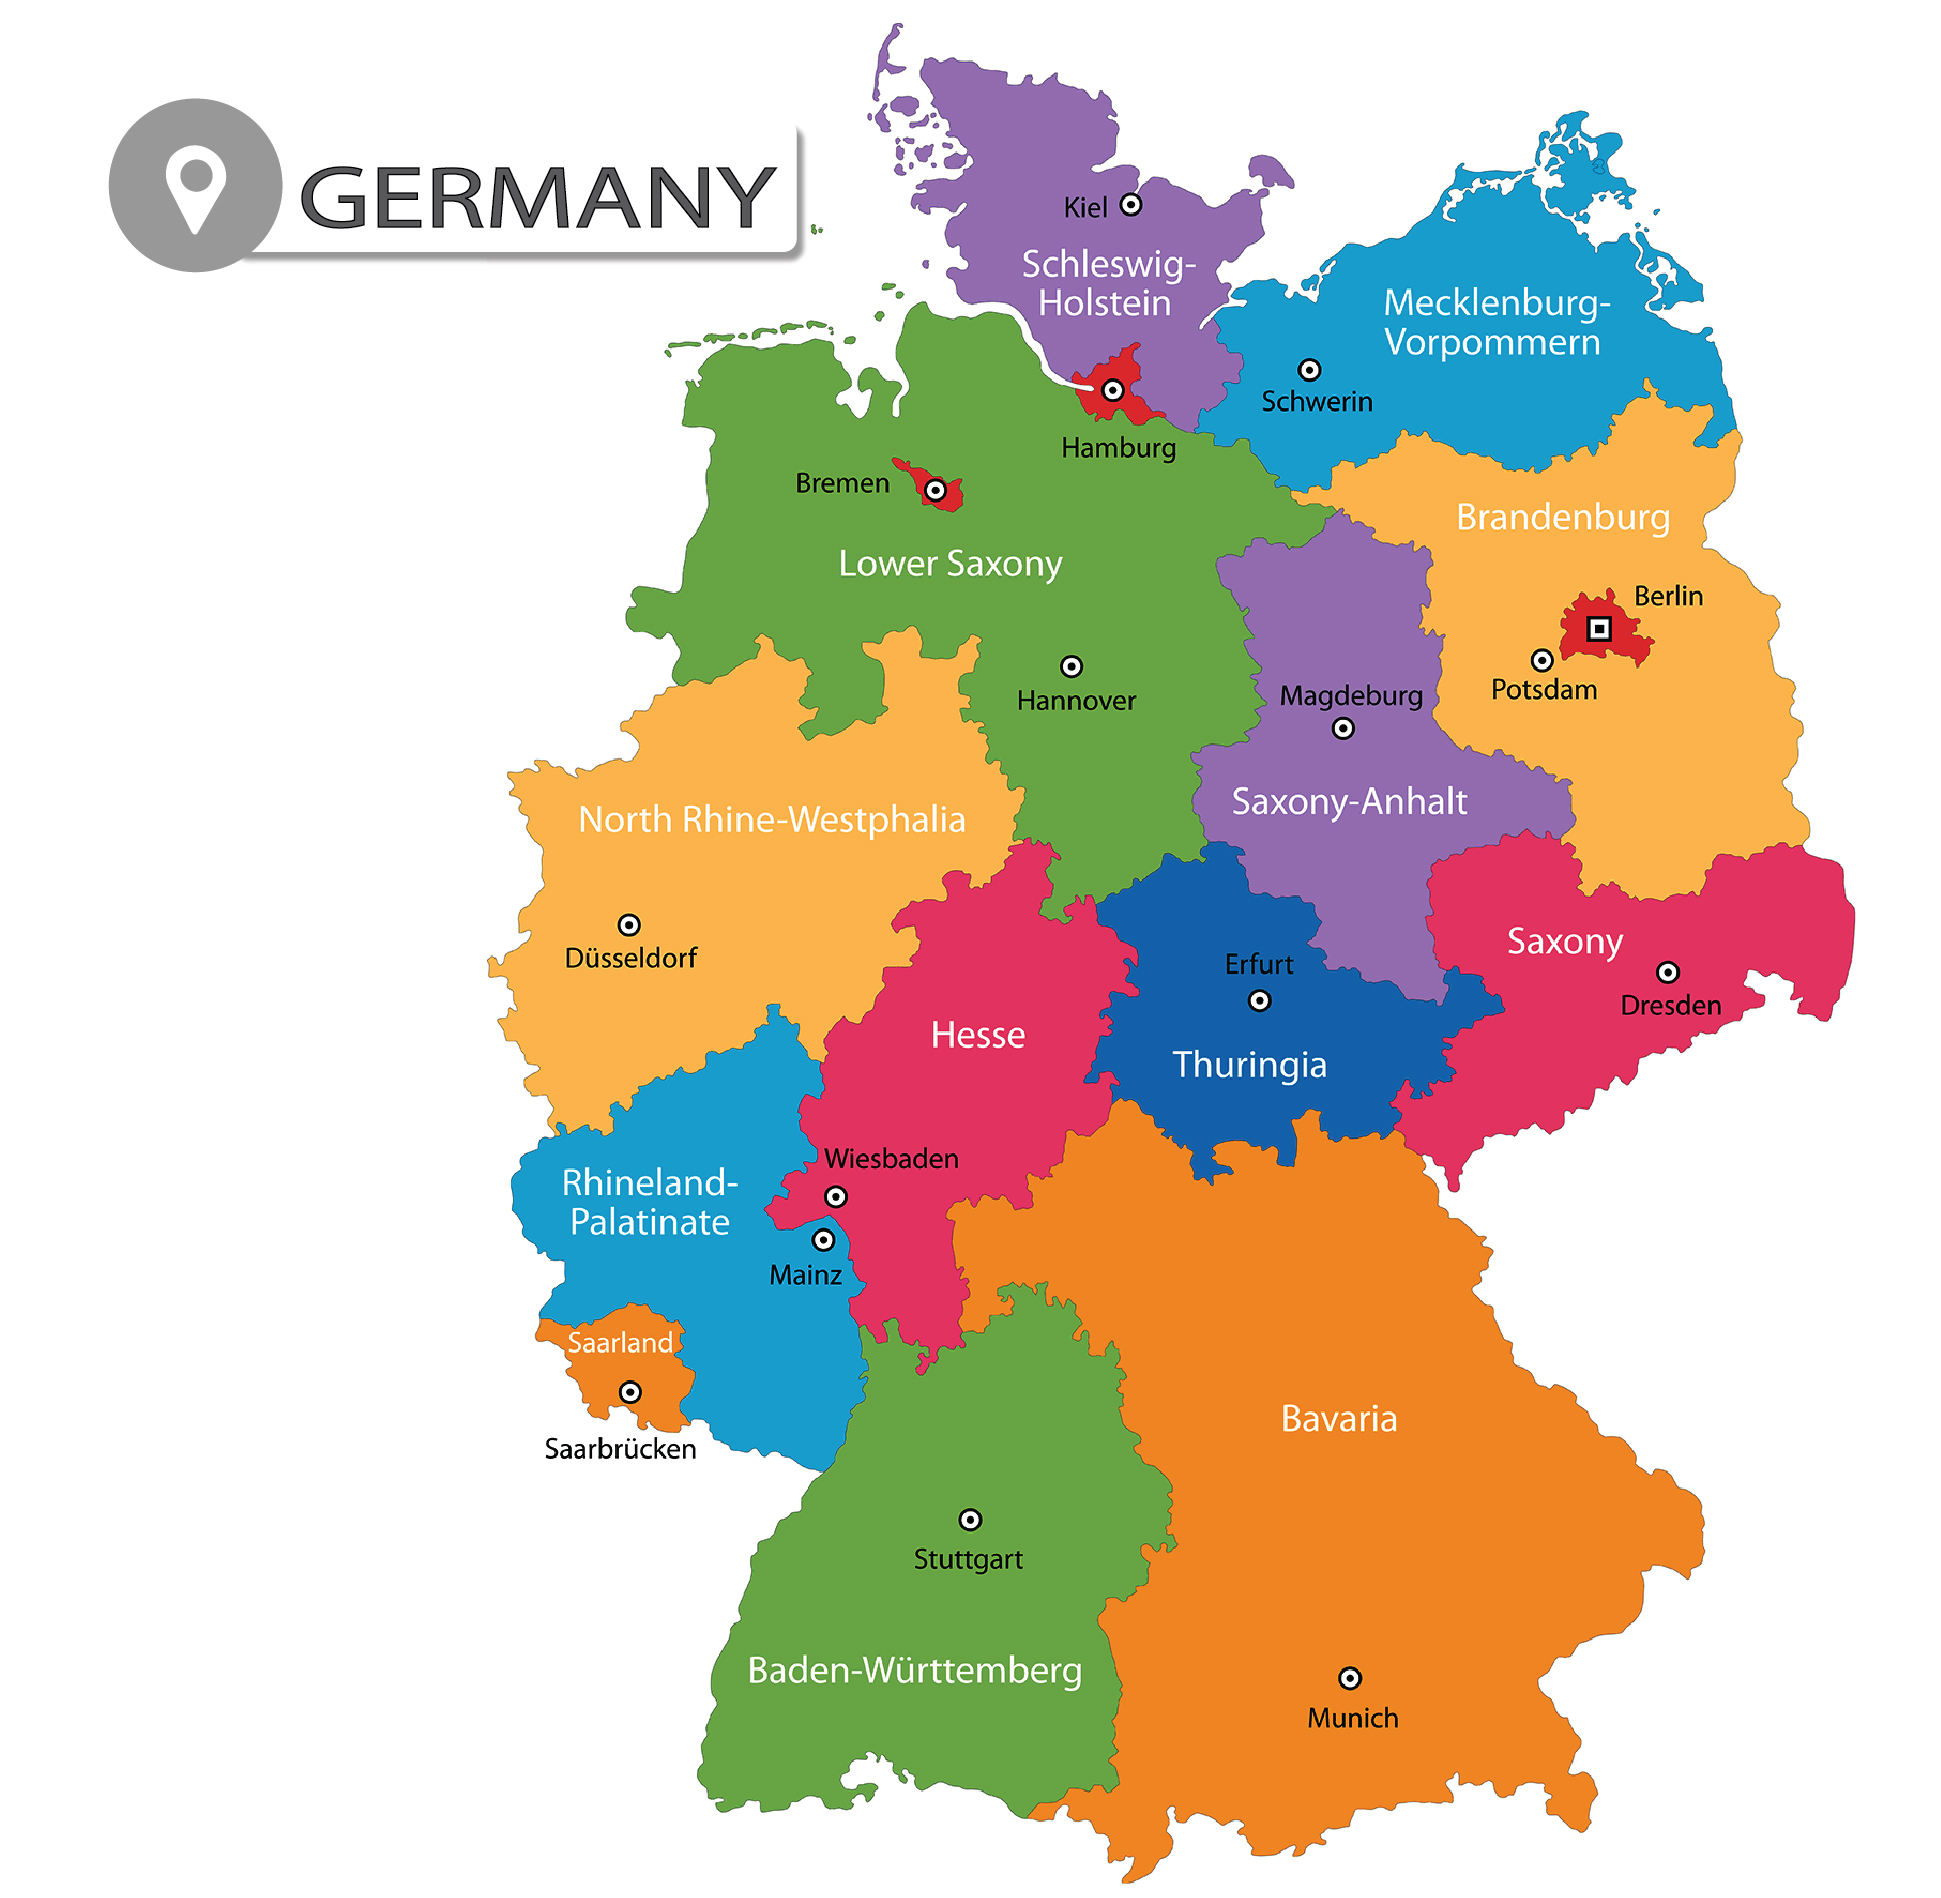 GERMANY
Kiel
Schleswig-
Holstein
Mecklenburg-
Vorpommern
Schwerin
Hamburg
Bremen
Brandenburg
Lower Saxony
Berlin
Potsdam
Hannover
Magdeburg
Saxony-Anhalt
North Rhine-Westphalia
Düsseldorf
Saxony
Dresden
Erfurt
Hesse
Thuringia
Wiesbaden
Rhineland-
Palatinate
Mainz
Saarland
Saarbrücken
Bavaria
Stuttgart
Baden-Württemberg
Munich